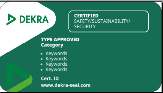 DEKRA
CERTIFIED
SAFETY/SUSTAINABILITY/
SECURITY
TYPE APPROVED
Category
• Keywords
• Keywords
• Keywords
• Keywords
Cert. ID
www.dekra-seal.com